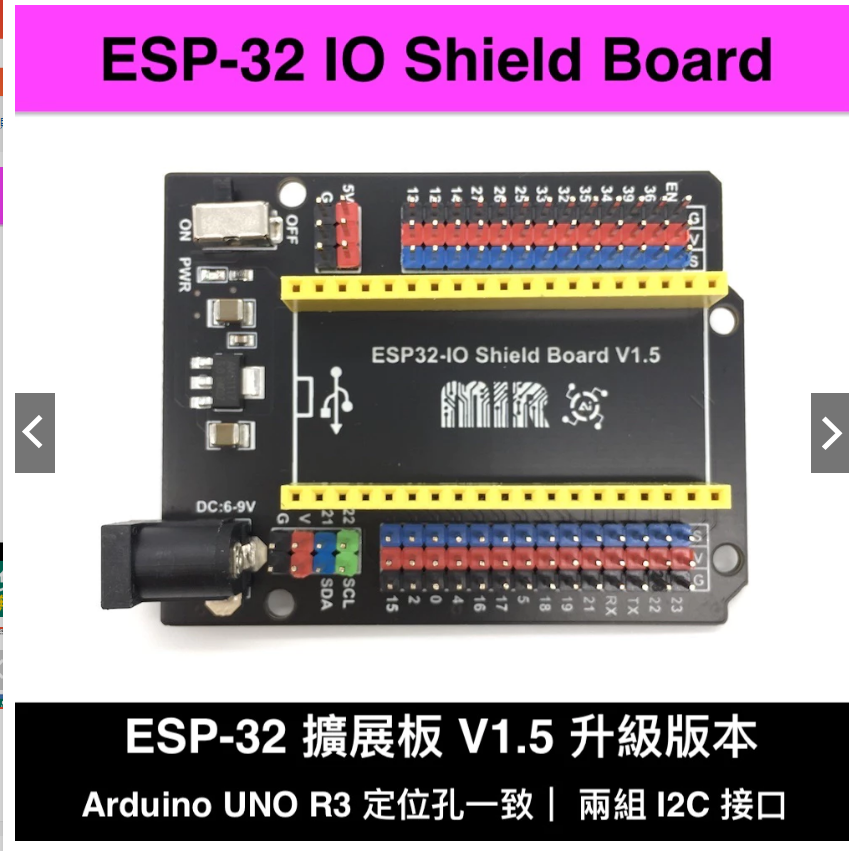 ESP-32 IO Shield Board
ON
OFF
PWR
G
5V
13
12
14
27
26
25
33
32
35
34
39
36
EN
G
V
S
ESP32-IO Shield Board V1.5
DC:6-9V
G
V
21
22
SDA
SCL
S
V
G
15
2
0
4
16
17
5
18
19
21
RX
TX
22
23
ESP-32 擴展板 V1.5 升級版本
Arduino UNO R3 定位孔一致｜ 兩組 I2C 接口